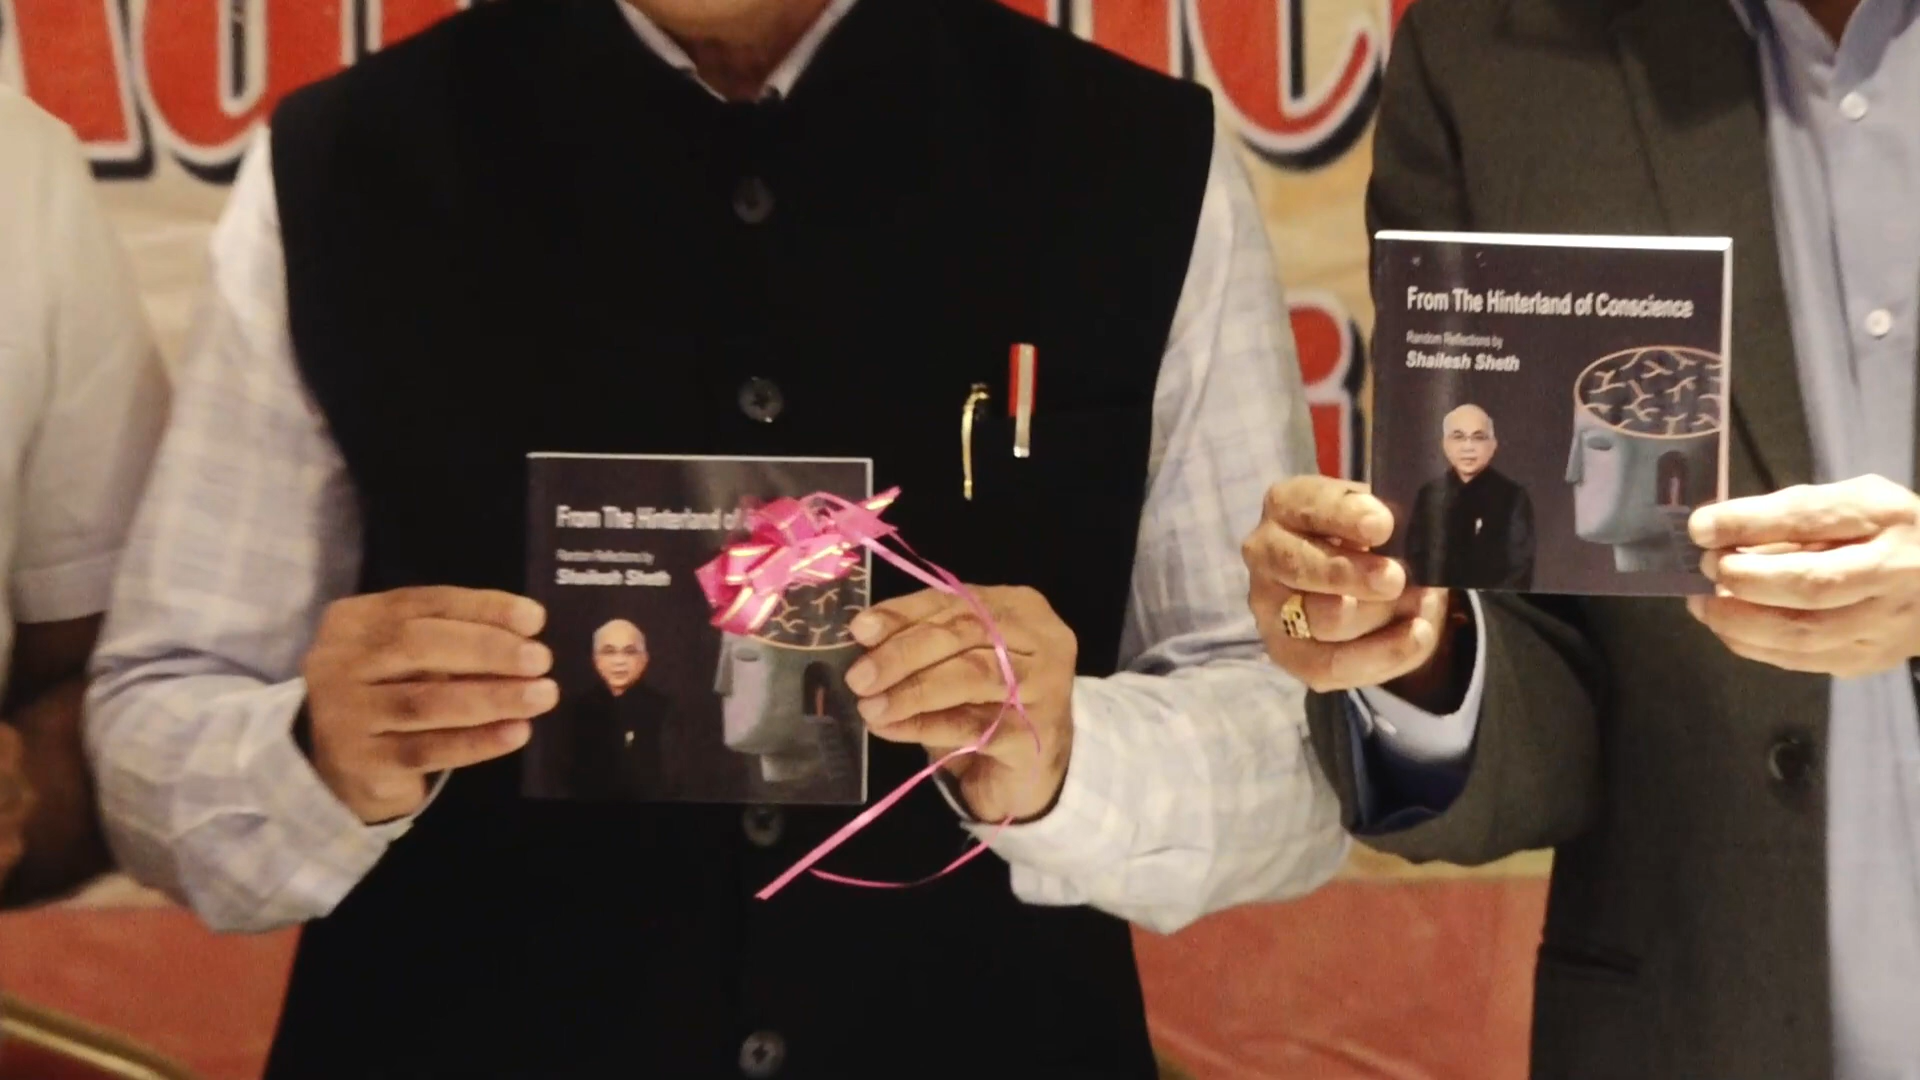 From The Hinterland of
Random Reflections by
Shailesh Sheth
From The Hinterland of Conscience
Random Reflections by
Shailesh Sheth